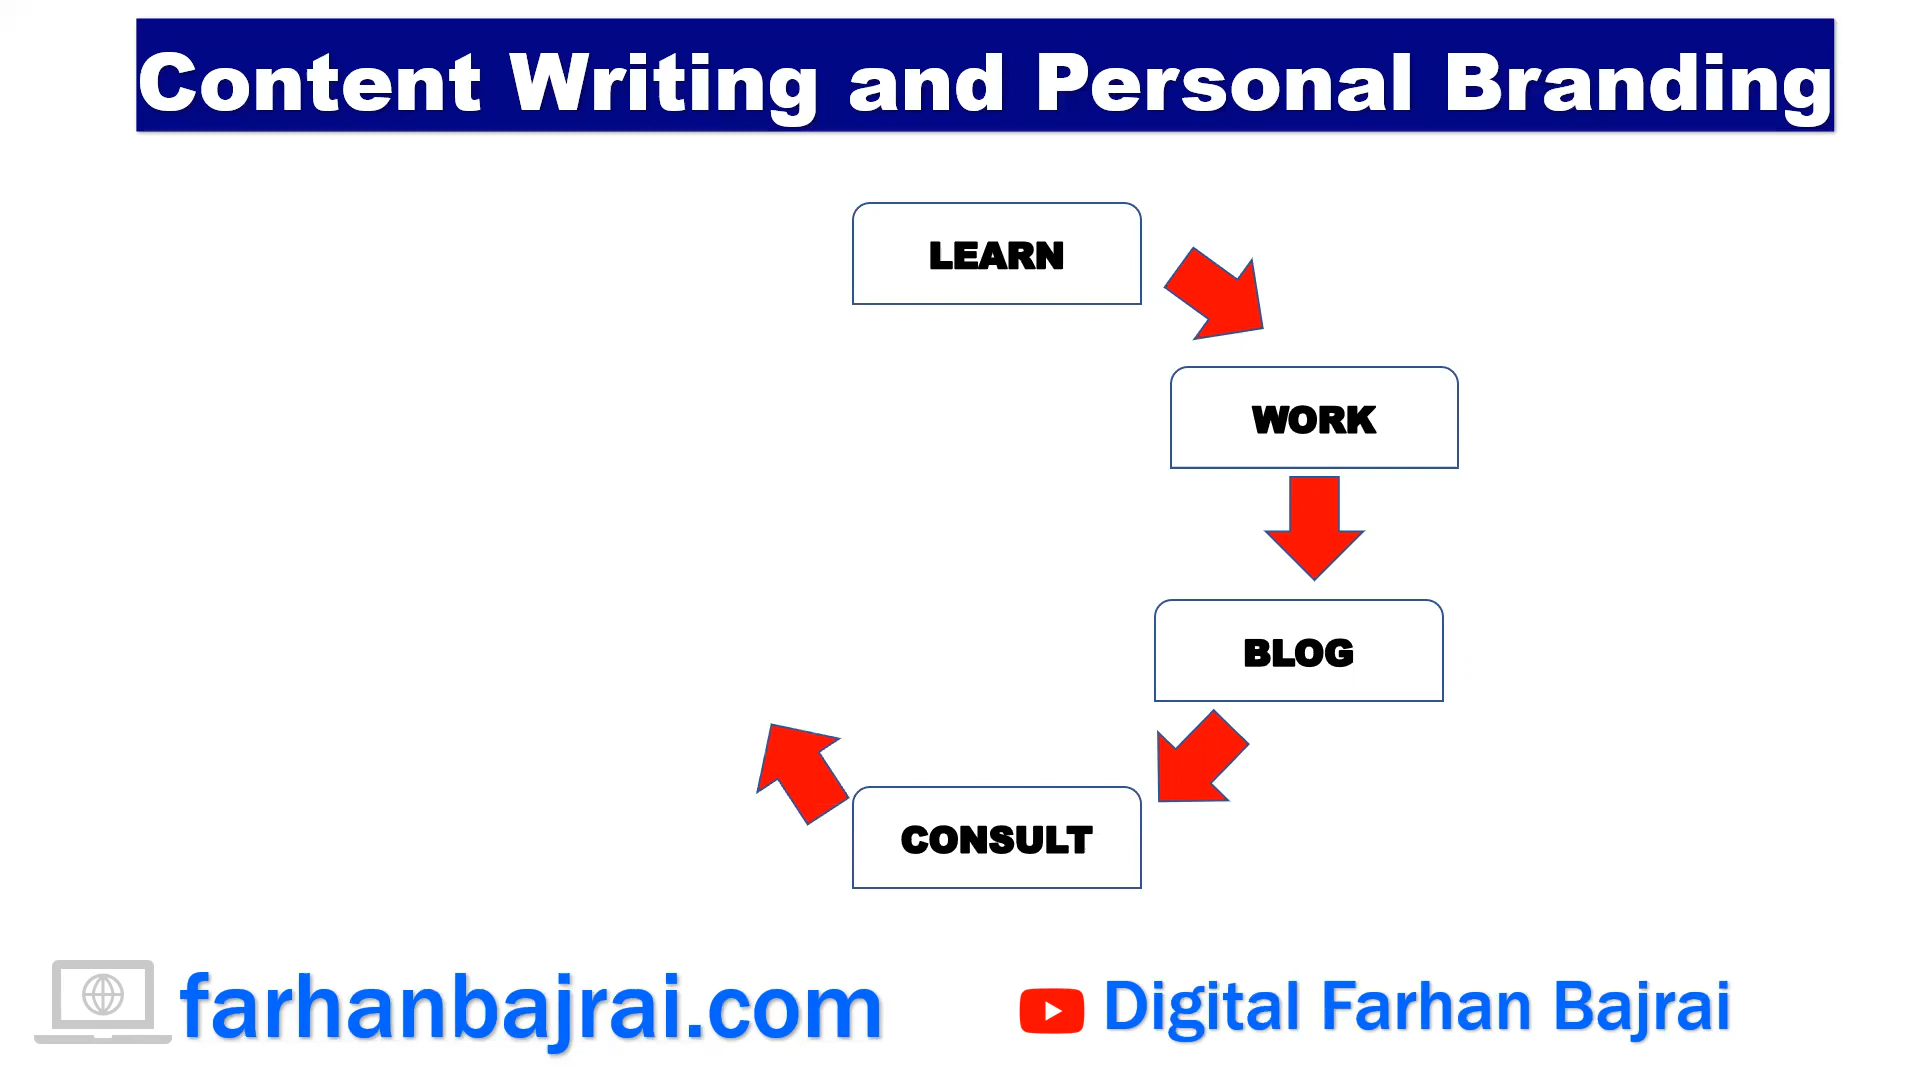 Content Writing and Personal Branding
LEARN
WORK
BLOG
CONSULT
farhanbajrai.com
Digital Farhan Bajrai